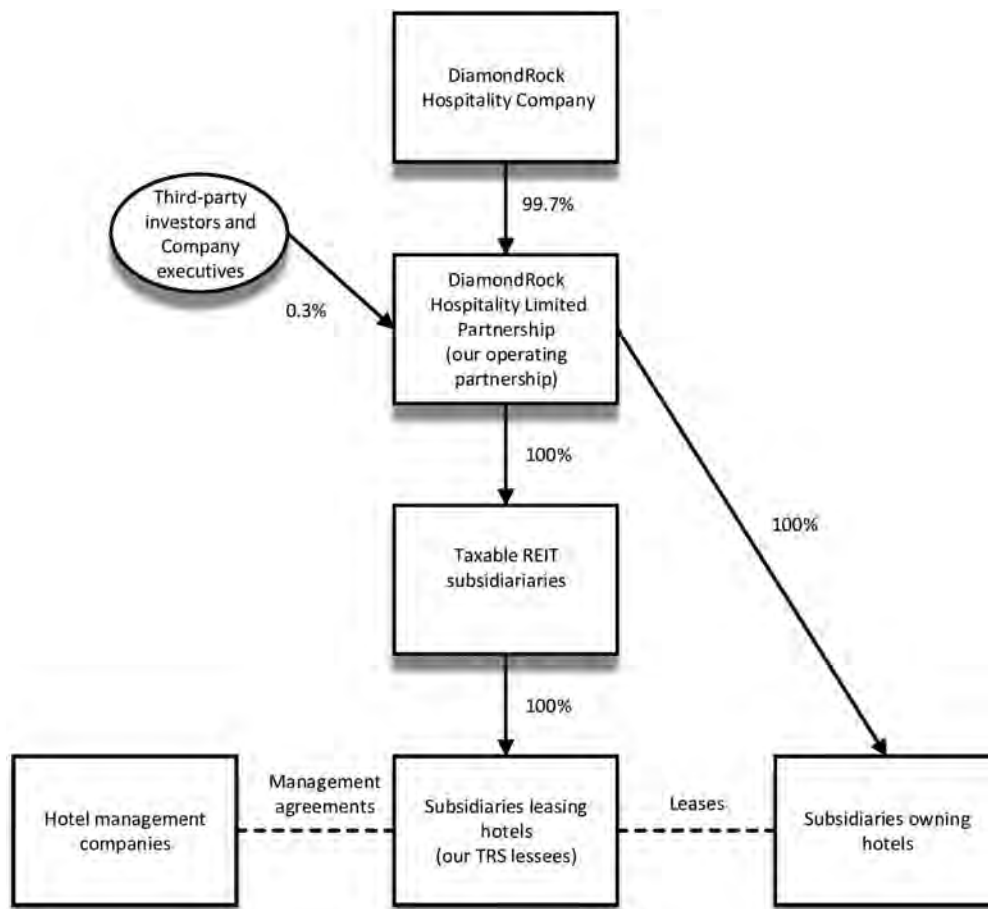 DiamondRock
Hospitality Company
99.7%
Third-party
investors and
Company
executives
0.3%
DiamondRock
Hospitality Limited
Partnership
(our operating
partnership)
100%
100%
Taxable REIT
subsidiariaries
100%
Hotel management
companies
Management
agreements
Subsidiaries leasing
hotels
(our TRS lessees)
Leases
Subsidiaries owning
hotels